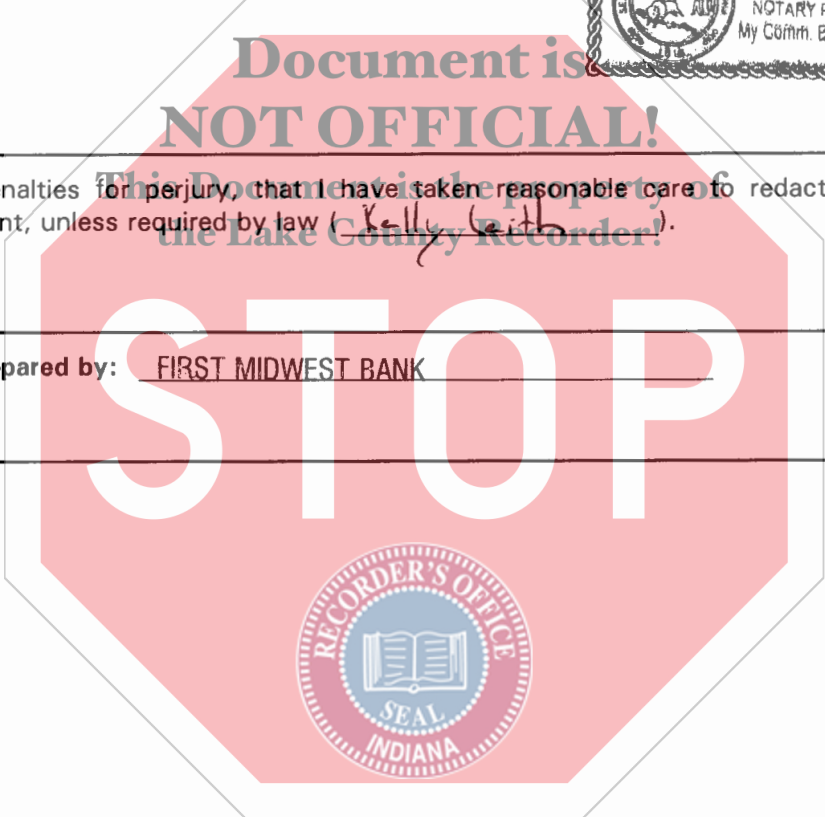 NOTARY
My Comm.
Document is
NOT OFFICIAL!
This Document is the property of
the Lake County Recorder!
enalties for perjury, that I have taken reasonable care to redact
nt, unless required by law ( Kelly ).
STOP
pared by: FIRST MIDWEST BANK
RECORDER'S OFFICE
SEAL
INDIANA